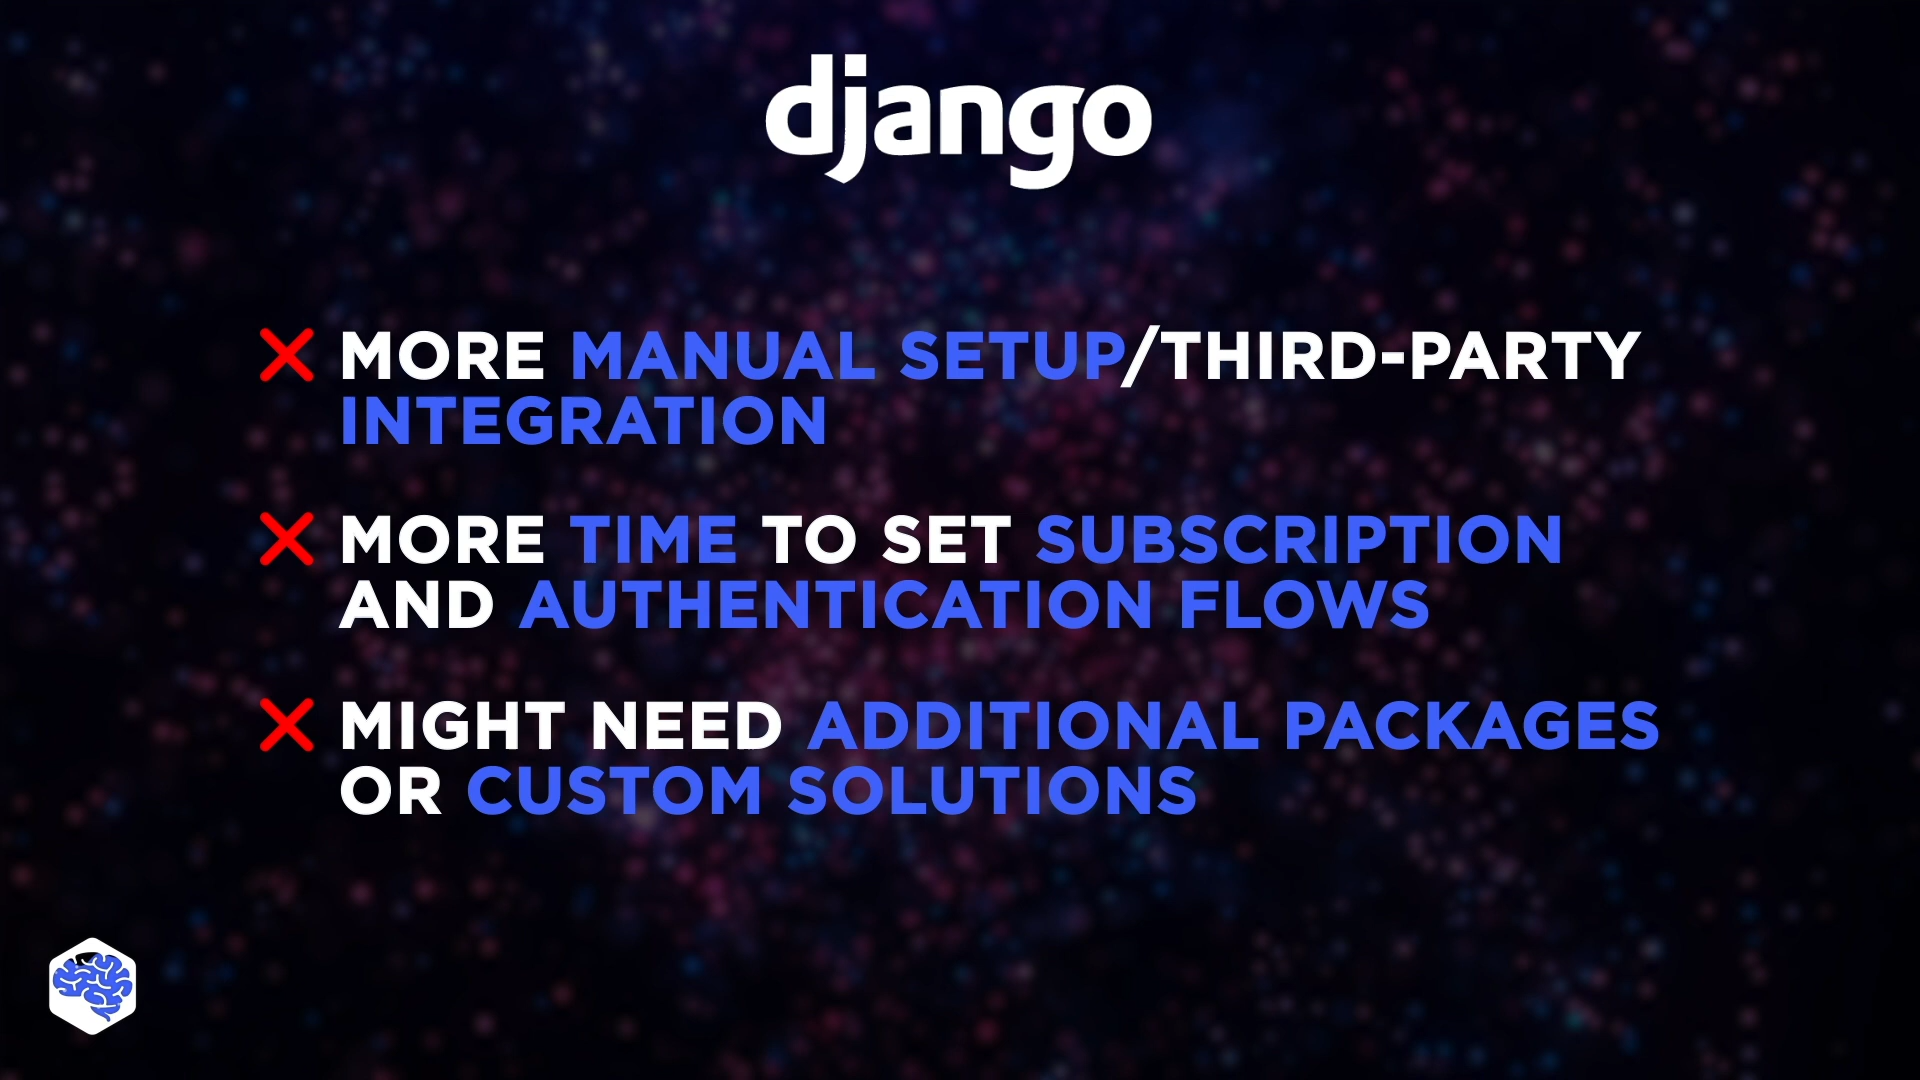 django
MORE MANUAL SETUP/THIRD-PARTY
INTEGRATION
MORE TIME TO SET SUBSCRIPTION
AND AUTHENTICATION FLOWS
MIGHT NEED ADDITIONAL PACKAGES
OR CUSTOM SOLUTIONS